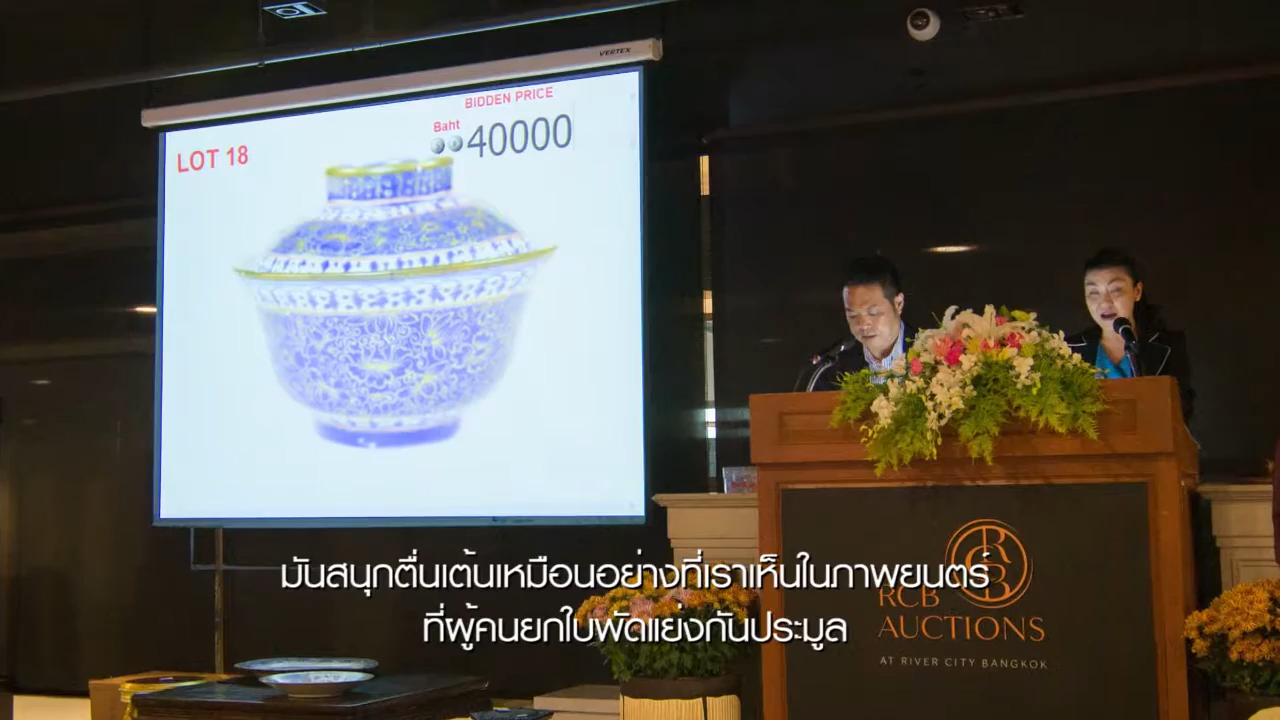 VERTEX
BIDDEN PRICE
Baht
40000
LOT 18
RCB
AUCTIONS
AT RIVER CITY BANGKOK
มันสนุกตื่นเต้นเหมือนอย่างที่เราเห็นในภาพยนตร์
ที่ผู้คนยกใบพัดแย่งกันประมูล